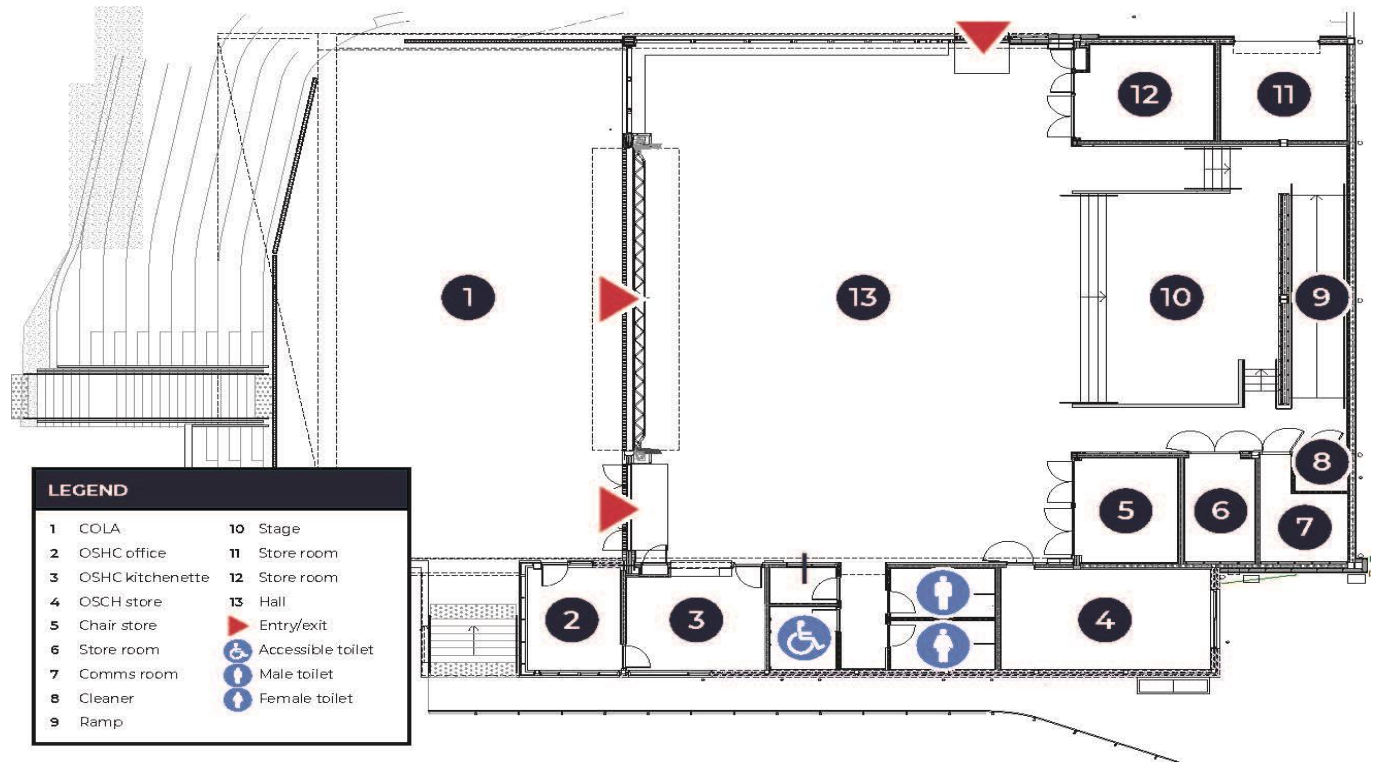 12
11
1
13
10
9
8
5
6
7
2
3
4
LEGEND
1 COLA
2 OSHC office
3 OSHC kitchenette
4 OSCH store
5 Chair store
6 Store room
7 Comms room
8 Cleaner
9 Ramp
10 Stage
11 Store room
12 Store room
13 Hall
Entry/exit
Accessible toilet
Male toilet
Female toilet